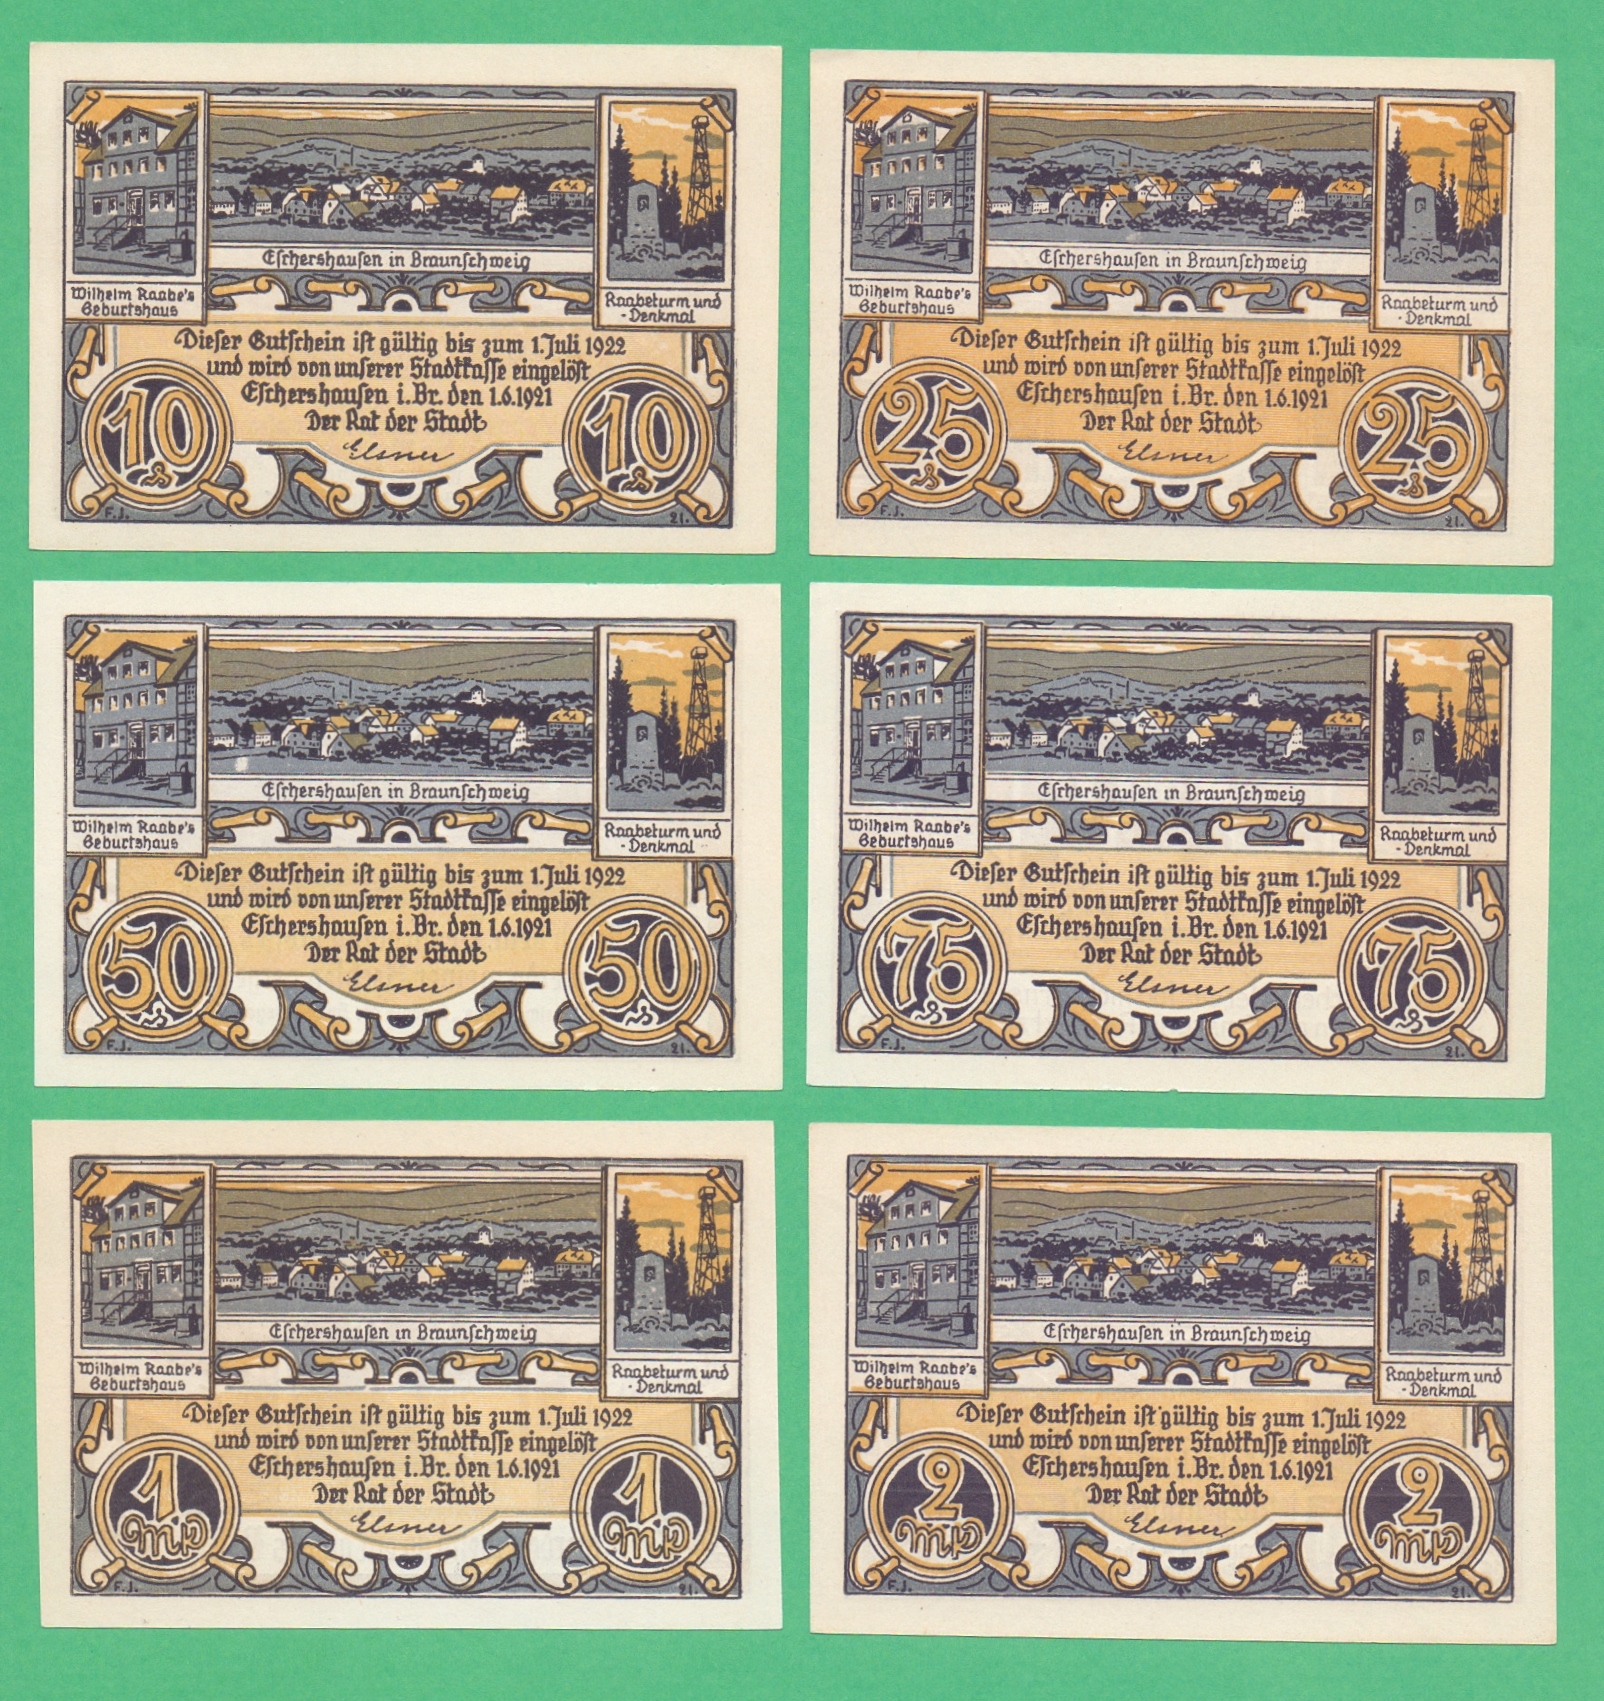 Eschershausen in Braunschweig
Wilhelm Raabe's
Geburtshaus
Raabeturm und
-Denkmal
Dieser Gutschein ist gültig bis zum 1. Juli 1922
und wird von unserer Stadtkasse eingelöst
Eschershausen i. Br. den 1.6.1921
Der Rat der Stadt
Elsner
10
10
F.J.
21.
Eschershausen in Braunschweig
Wilhelm Raabe's
Geburtshaus
Raabeturm und
-Denkmal
Dieser Gutschein ist gültig bis zum 1. Juli 1922
und wird von unserer Stadtkasse eingelöst
Eschershausen i. Br. den 1.6.1921
Der Rat der Stadt
Elsner
25
25
F.J.
21.
Eschershausen in Braunschweig
Wilhelm Raabe's
Geburtshaus
Raabeturm und
-Denkmal
Dieser Gutschein ist gültig bis zum 1. Juli 1922
und wird von unserer Stadtkasse eingelöst
Eschershausen i. Br. den 1.6.1921
Der Rat der Stadt
Elsner
50
50
F.J.
21.
Eschershausen in Braunschweig
Wilhelm Raabe's
Geburtshaus
Raabeturm und
-Denkmal
Dieser Gutschein ist gültig bis zum 1. Juli 1922
und wird von unserer Stadtkasse eingelöst
Eschershausen i. Br. den 1.6.1921
Der Rat der Stadt
Elsner
75
75
F.J.
21.
Eschershausen in Braunschweig
Wilhelm Raabe's
Geburtshaus
Raabeturm und
-Denkmal
Dieser Gutschein ist gültig bis zum 1. Juli 1922
und wird von unserer Stadtkasse eingelöst
Eschershausen i. Br. den 1.6.1921
Der Rat der Stadt
Elsner
1
1
F.J.
21.
Eschershausen in Braunschweig
Wilhelm Raabe's
Geburtshaus
Raabeturm und
-Denkmal
Dieser Gutschein ist gültig bis zum 1. Juli 1922
und wird von unserer Stadtkasse eingelöst
Eschershausen i. Br. den 1.6.1921
Der Rat der Stadt
Elsner
2
2
F.J.
21.